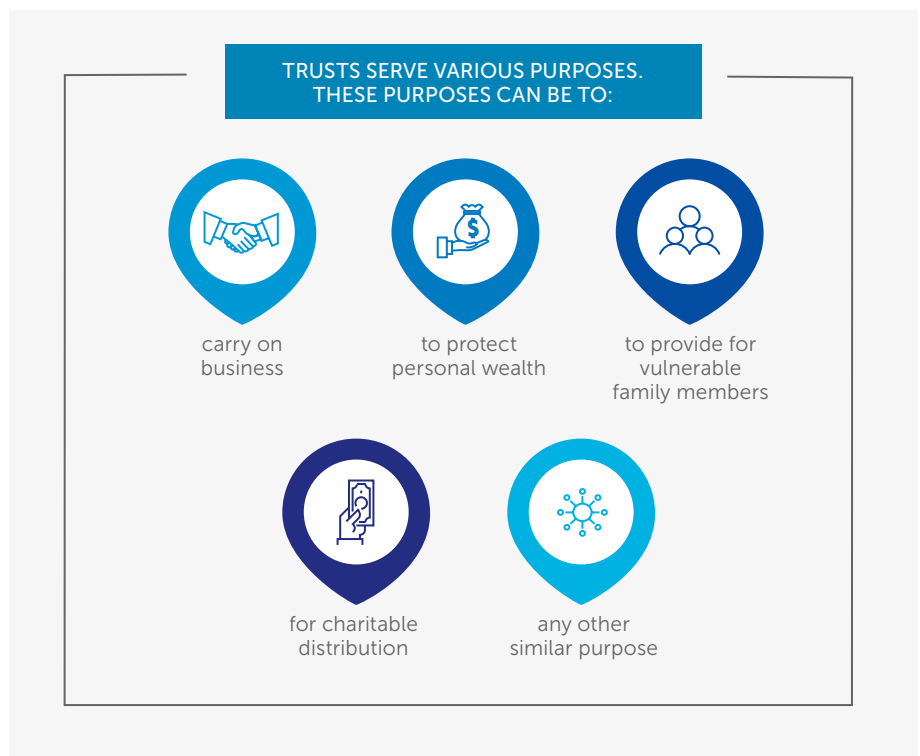 TRUSTS SERVE VARIOUS PURPOSES.
THESE PURPOSES CAN BE TO:
$
carry on
business
to protect
personal wealth
to provide for
vulnerable
family members
for charitable
distribution
any other
similar purpose